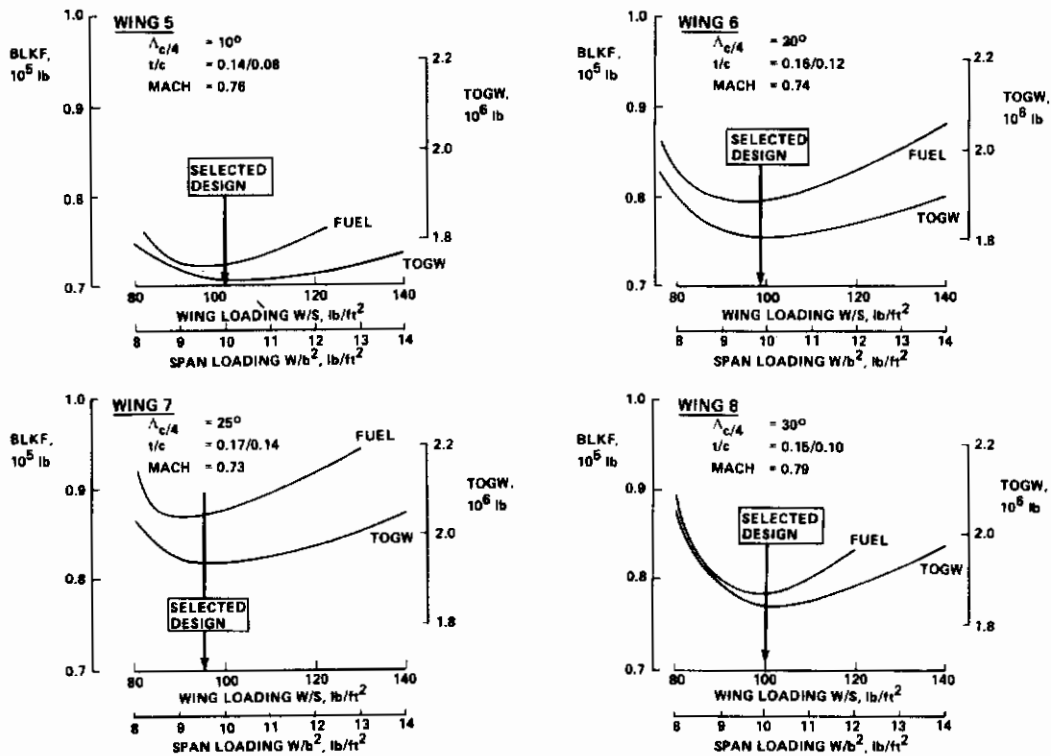 WING 5
Λc/4 = 10°
t/c = 0.14/0.08
MACH = 0.76
BLKF,
10⁵ lb
1.0
0.9
0.8
0.7
TOGW,
10⁶ lb
2.2
2.0
1.8
SELECTED
DESIGN
FUEL
TOGW
80 100 120 140
WING LOADING W/S, lb/ft²
8 9 10 11 12 13 14
SPAN LOADING W/b², lb/ft²
WING 6
Λc/4 = 20°
t/c = 0.16/0.12
MACH = 0.74
BLKF,
10⁵ lb
1.0
0.9
0.8
0.7
TOGW,
10⁶ lb
2.2
2.0
1.8
SELECTED
DESIGN
FUEL
TOGW
80 100 120 140
WING LOADING W/S, lb/ft²
8 9 10 11 12 13 14
SPAN LOADING W/b², lb/ft²
WING 7
Λc/4 = 25°
t/c = 0.17/0.14
MACH = 0.73
BLKF,
10⁵ lb
1.0
0.9
0.8
0.7
TOGW,
10⁶ lb
2.2
2.0
1.8
FUEL
TOGW
SELECTED
DESIGN
80 100 120 140
WING LOADING W/S, lb/ft²
8 9 10 11 12 13 14
SPAN LOADING W/b², lb/ft²
WING 8
Λc/4 = 30°
t/c = 0.15/0.10
MACH = 0.79
BLKF,
10⁵ lb
1.0
0.9
0.8
0.7
TOGW,
10⁶ lb
2.2
2.0
1.8
SELECTED
DESIGN
FUEL
TOGW
80 100 120 140
WING LOADING W/S, lb/ft²
8 9 10 11 12 13 14
SPAN LOADING W/b², lb/ft²